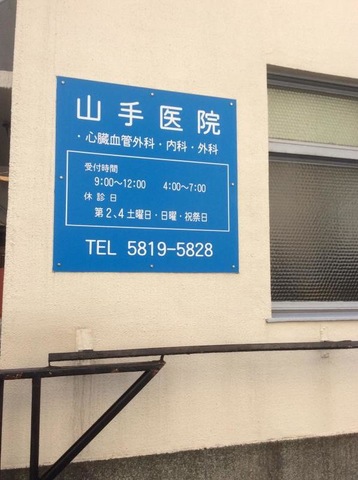 山手医院
・心臓血管外科・内科・外科
受付時間
9:00～12:00 4:00～7:00
休診日
第2、4土曜日・日曜・祝祭日
TEL 5819-5828